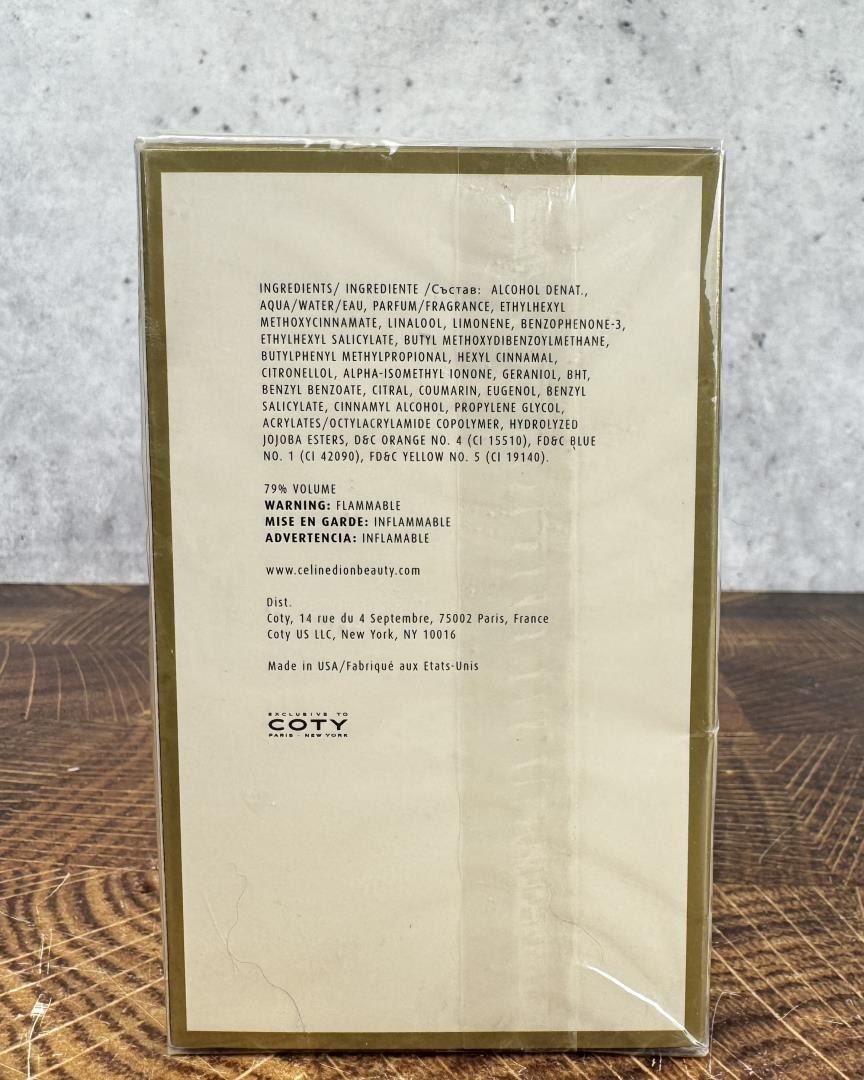 INGREDIENTS/ INGREDIENTE /Състав: ALCOHOL DENAT.,
AQUA/WATER/EAU, PARFUM/FRAGRANCE, ETHYLHEXYL
METHOXYCINNAMATE, LINALOOL, LIMONENE, BENZOPHENONE-3,
ETHYLHEXYL SALICYLATE, BUTYL METHOXYDIBENZOYLMETHANE,
BUTYLPHENYL METHYLPROPIONAL, HEXYL CINNAMAL,
CITRONELLOL, ALPHA-ISOMETHYL IONONE, GERANIOL, BHT,
BENZYL BENZOATE, CITRAL, COUMARIN, EUGENOL, BENZYL
SALICYLATE, CINNAMYL ALCOHOL, PROPYLENE GLYCOL,
ACRYLATES/OCTYLACRYLAMIDE COPOLYMER, HYDROLYZED
JOJOBA ESTERS, D&C ORANGE NO. 4 (CI 15510), FD&C BLUE
NO. 1 (CI 42090), FD&C YELLOW NO. 5 (CI 19140).
79% VOLUME
WARNING: FLAMMABLE
MISE EN GARDE: INFLAMMABLE
ADVERTENCIA: INFLAMABLE
www.celinedionbeauty.com
Dist.
Coty, 14 rue du 4 Septembre, 75002 Paris, France
Coty US LLC, New York, NY 10016
Made in USA/Fabriqué aux Etats-Unis
EXCLUSIVE TO
COTY
PARIS - NEW YORK